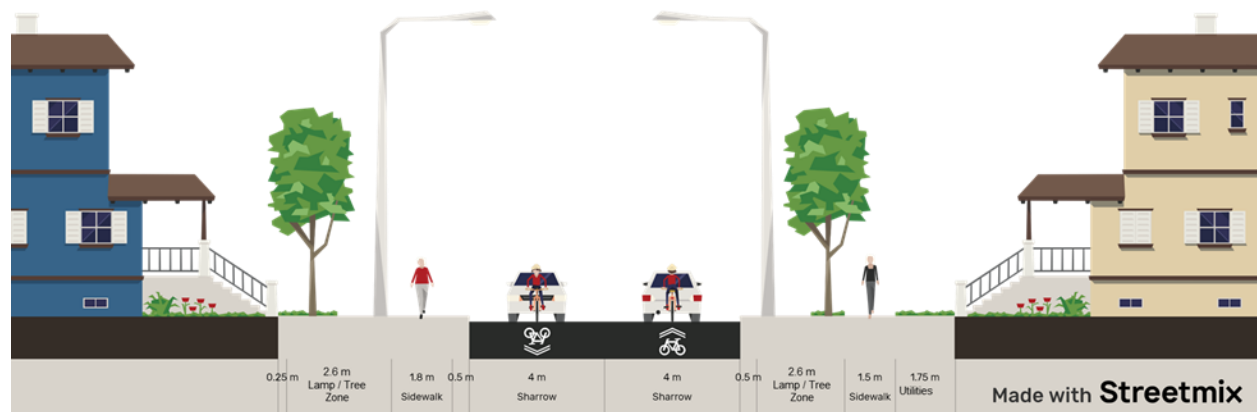 0.25 m
2.6 m
Lamp / Tree
Zone
1.8 m
Sidewalk
0.5 m
4 m
Sharrow
4 m
Sharrow
0.5 m
2.6 m
Lamp / Tree
Zone
1.5 m
Sidewalk
1.75 m
Utilities
Made with Streetmix